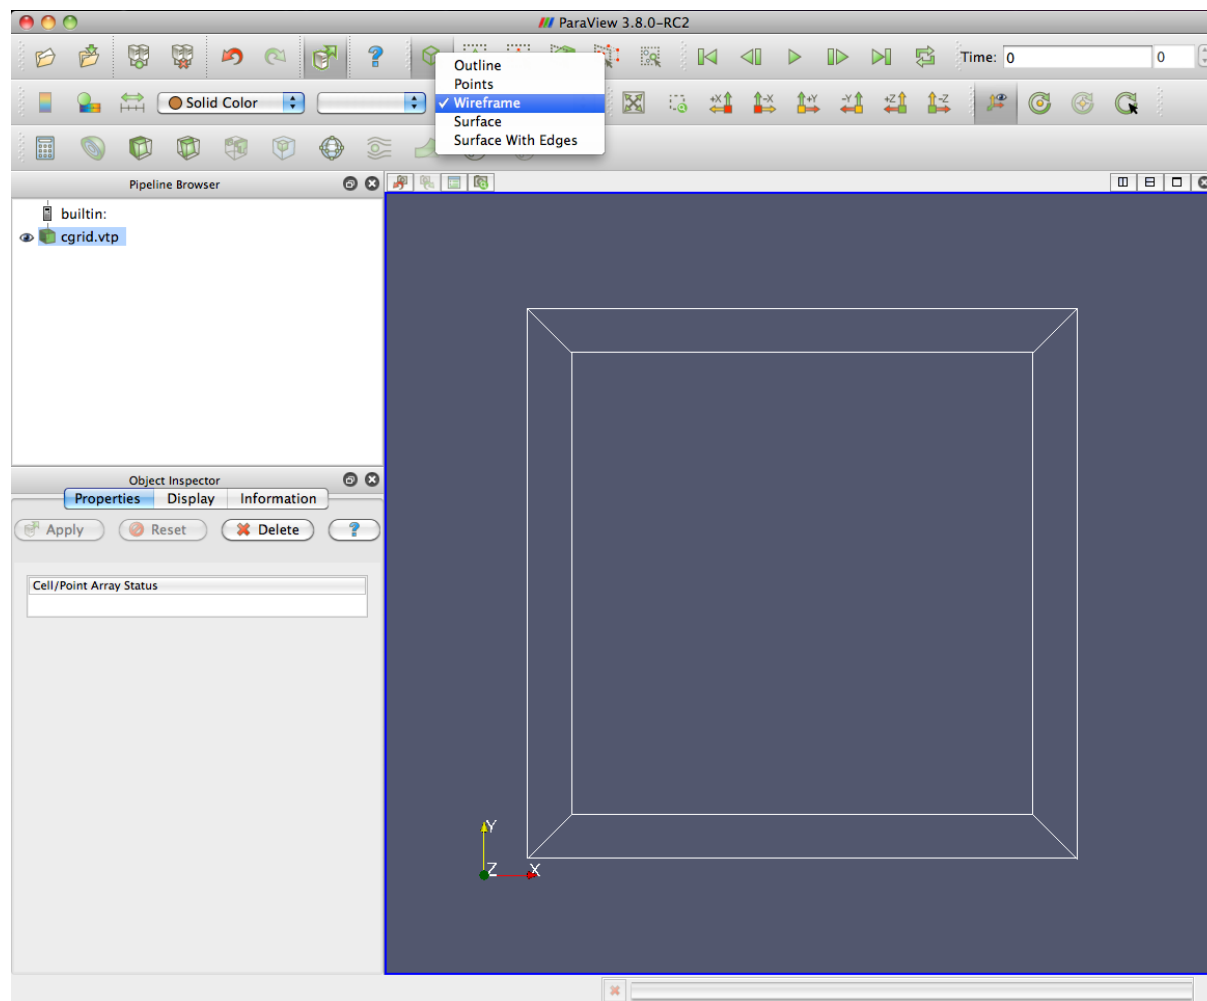 ParaView 3.8.0-RC2
Time: 0
0
Outline
Points
Wireframe
Surface
Surface With Edges
Solid Color
+X
-X
+Y
-Y
+Z
-Z
Pipeline Browser
builtin:
cgrid.vtp
Object Inspector
Properties Display Information
Apply Reset Delete ?
Cell/Point Array Status
Y
Z X